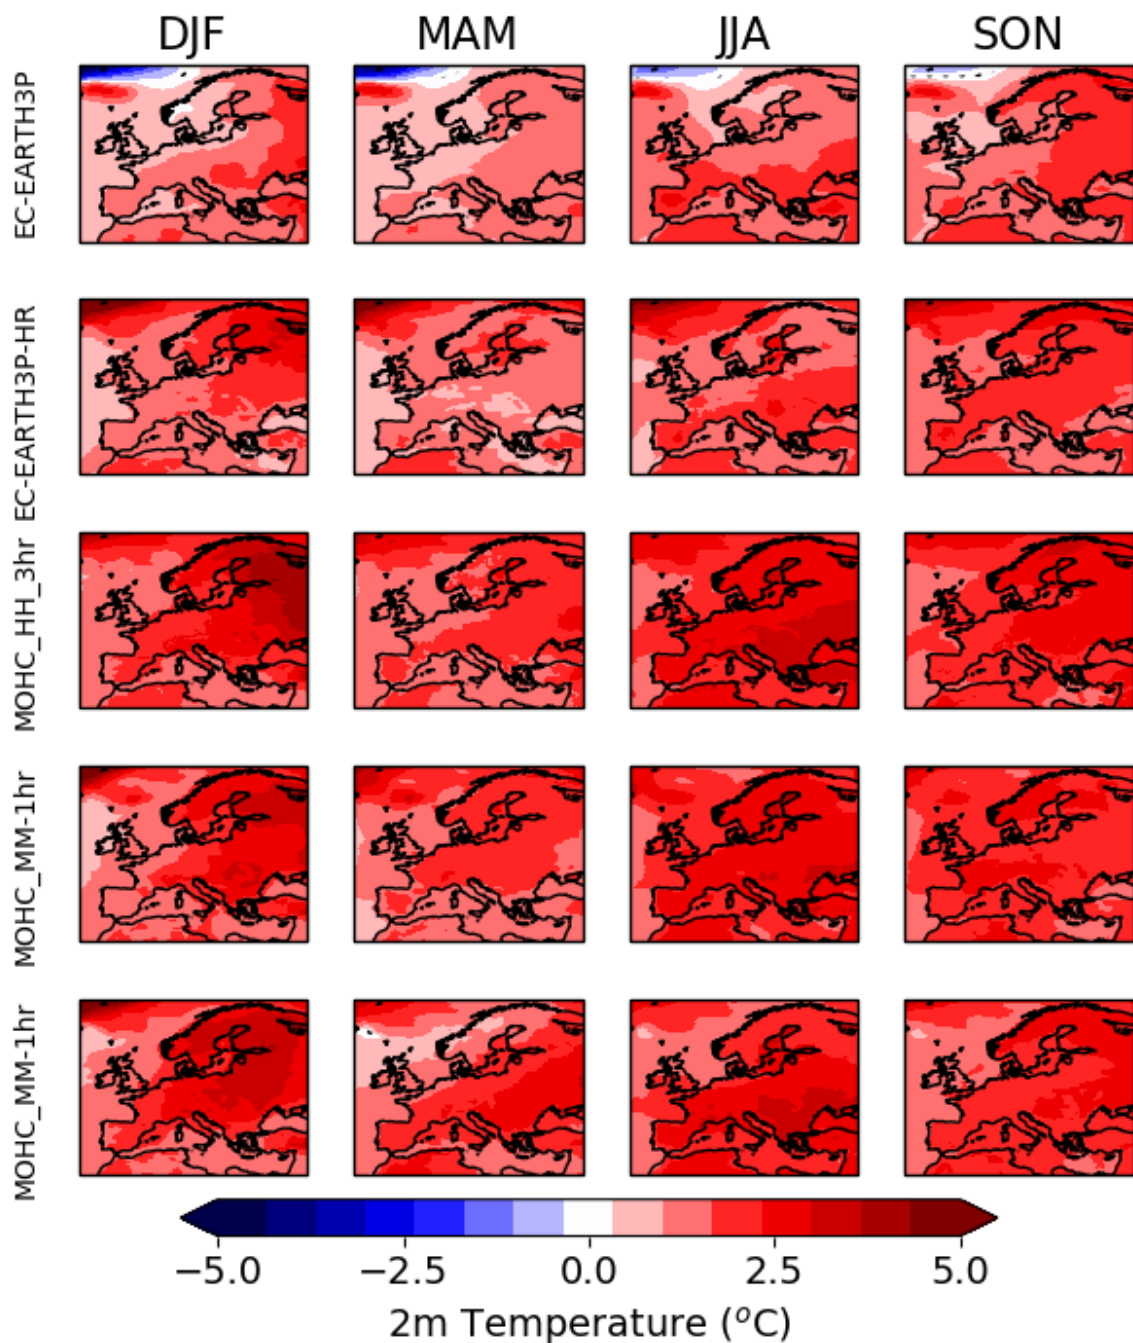 DJF MAM JJA SON
EC-EARTH3P
EC-EARTH3P-HR
MOHC_HH_3hr
MOHC_MM-1hr
MOHC_MM-1hr
−5.0 −2.5 0.0 2.5 5.0
2m Temperature (°C)